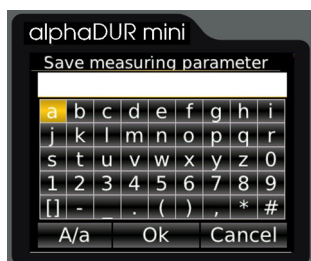 alphaDUR mini
Save measuring parameter
a b c d e f g h i
j k l m n o p q r
s t u v w x y z 0
1 2 3 4 5 6 7 8 9
[] - _ . ( ) , * #
A/a Ok Cancel